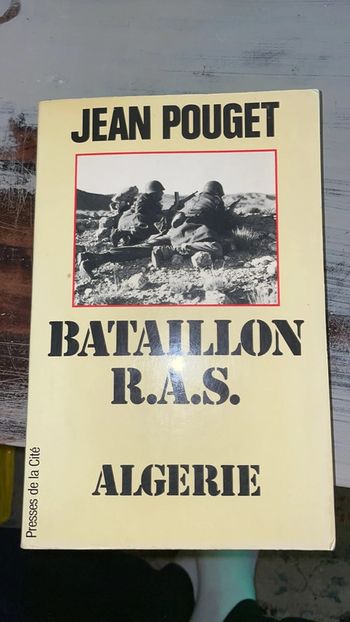 JEAN POUGET
BATAILLON
R.A.S.
ALGERIE
Presses de la Cité